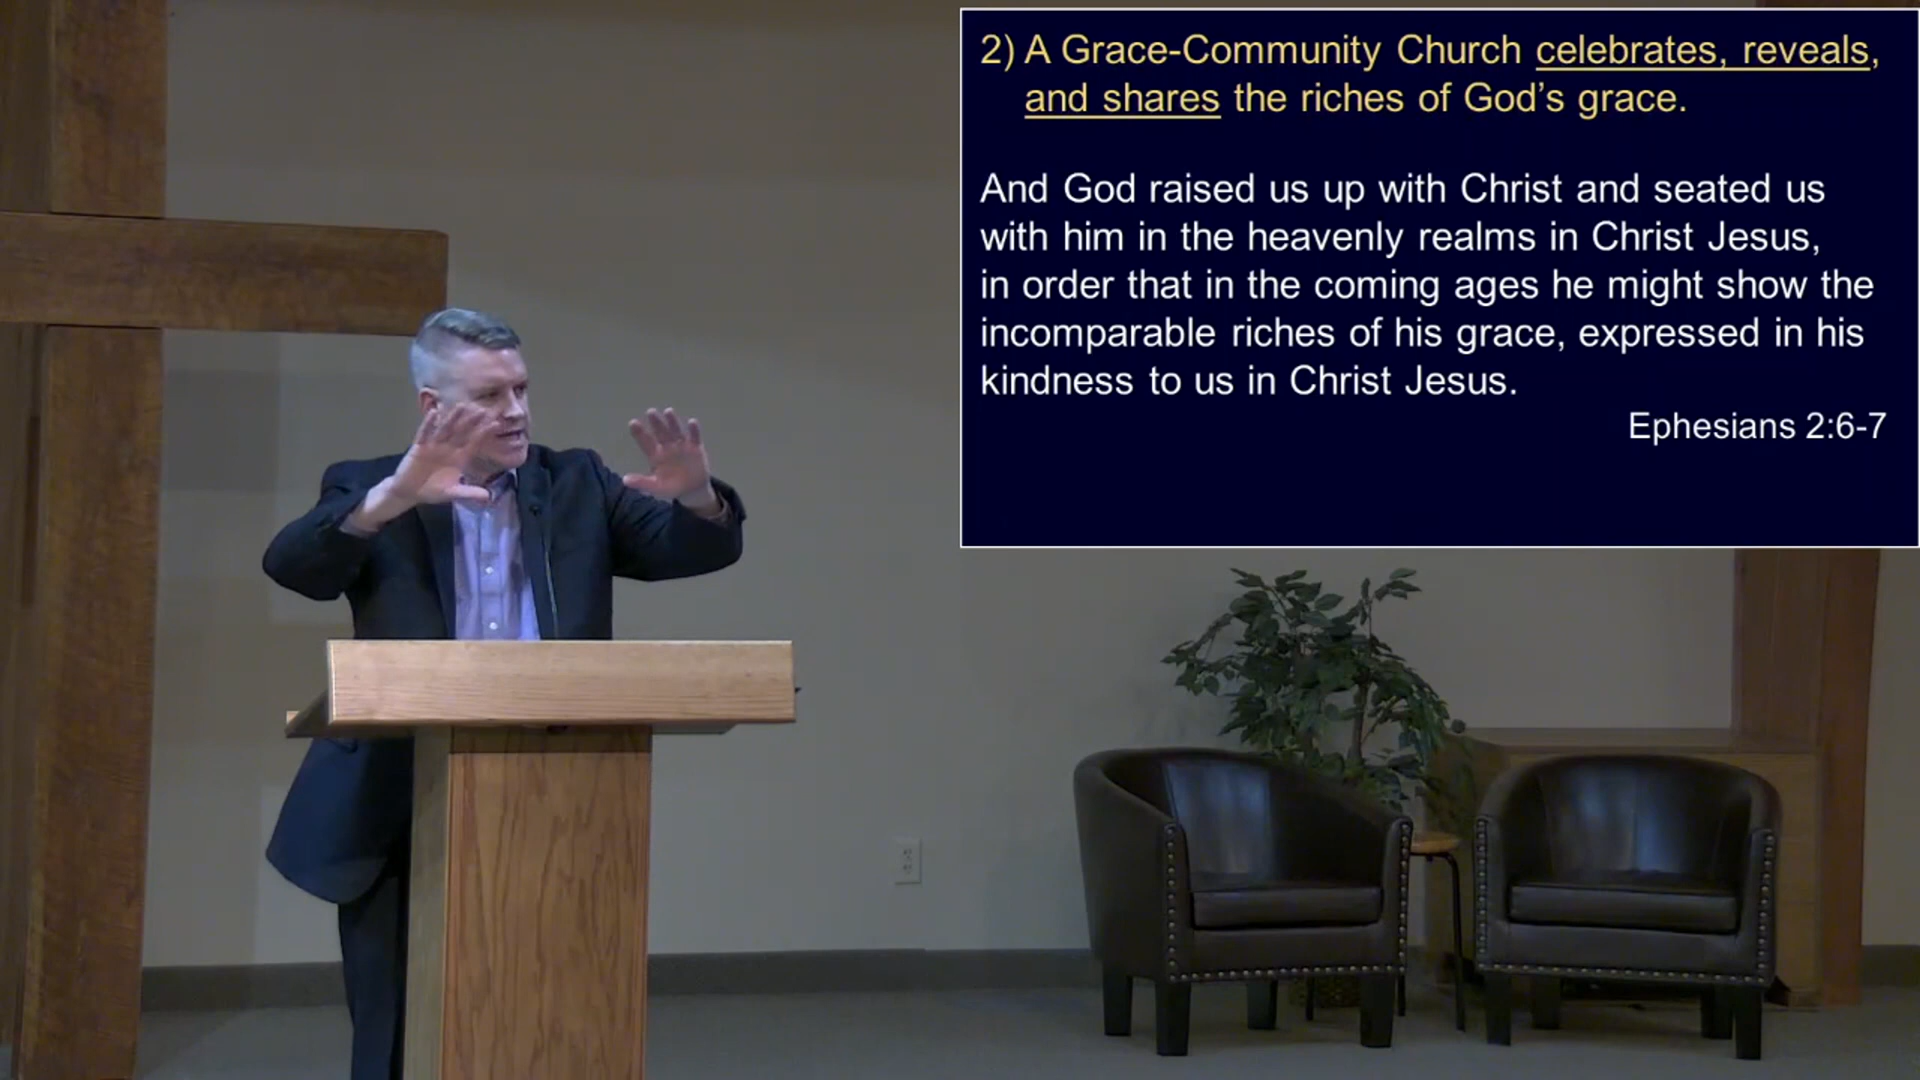 2) A Grace-Community Church celebrates, reveals,
and shares the riches of God’s grace.
And God raised us up with Christ and seated us
with him in the heavenly realms in Christ Jesus,
in order that in the coming ages he might show the
incomparable riches of his grace, expressed in his
kindness to us in Christ Jesus.
Ephesians 2:6-7